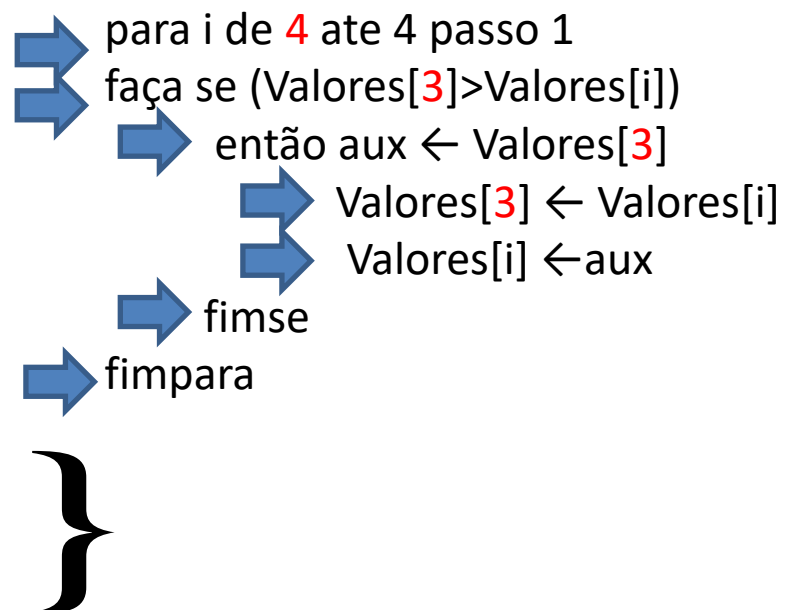 para i de 4 ate 4 passo 1
faça se (Valores[3]>Valores[i])
então aux ← Valores[3]
Valores[3] ← Valores[i]
Valores[i] ←aux
fimse
fimpara
}